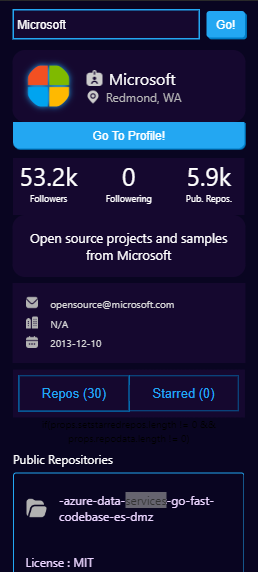 Microsoft
Go!
Microsoft
Redmond, WA
Go To Profile!
53.2k
0
5.9k
Followers
Followering
Pub. Repos.
Open source projects and samples
from Microsoft
opensource@microsoft.com
N/A
2013-12-10
Repos (30)
Starred (0)
Public Repositories
-azure-data-services-go-fast-
codebase-es-dmz
License : MIT